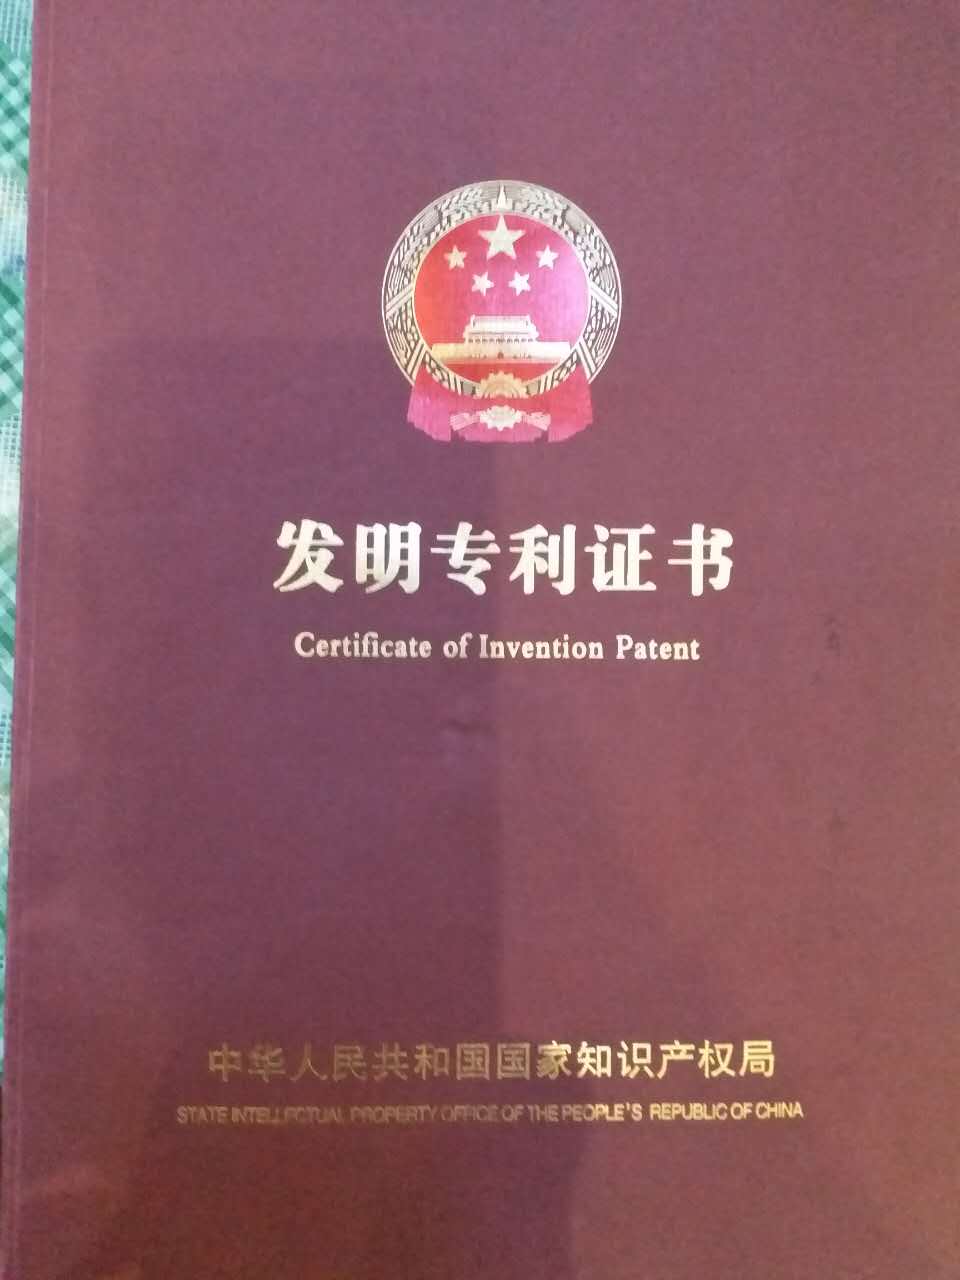 发明专利证书
Certificate of Invention Patent
中华人民共和国国家知识产权局
STATE INTELLECTUAL PROPERTY OFFICE OF THE PEOPLE'S REPUBLIC OF CHINA